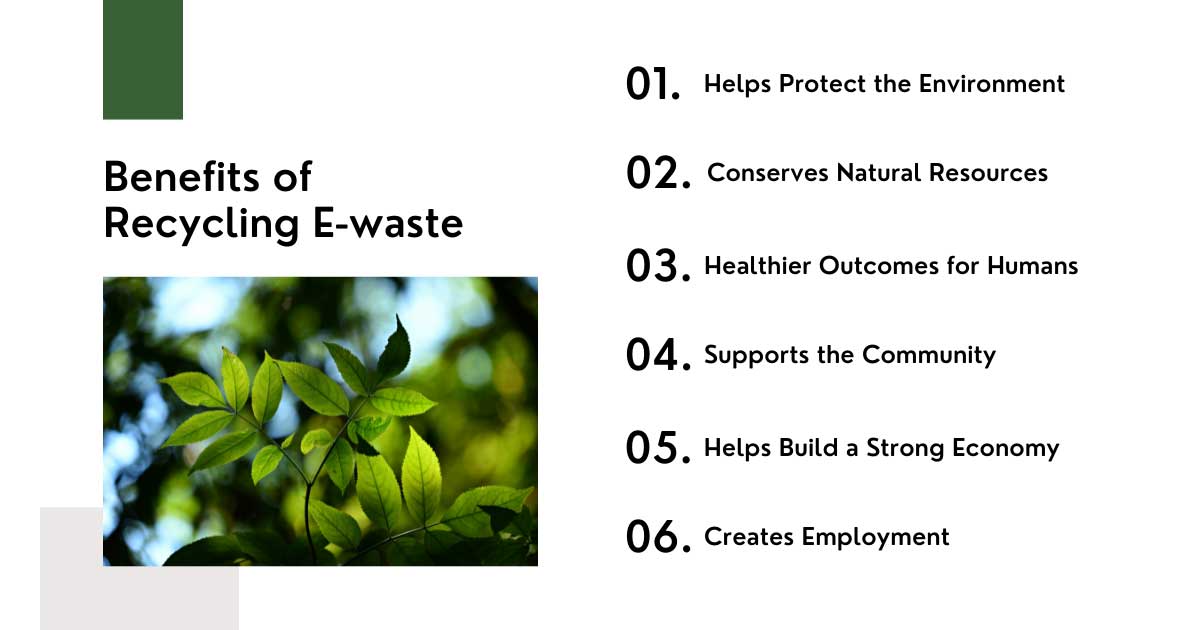 Benefits of
Recycling E-waste
01. Helps Protect the Environment
02. Conserves Natural Resources
03. Healthier Outcomes for Humans
04. Supports the Community
05. Helps Build a Strong Economy
06. Creates Employment